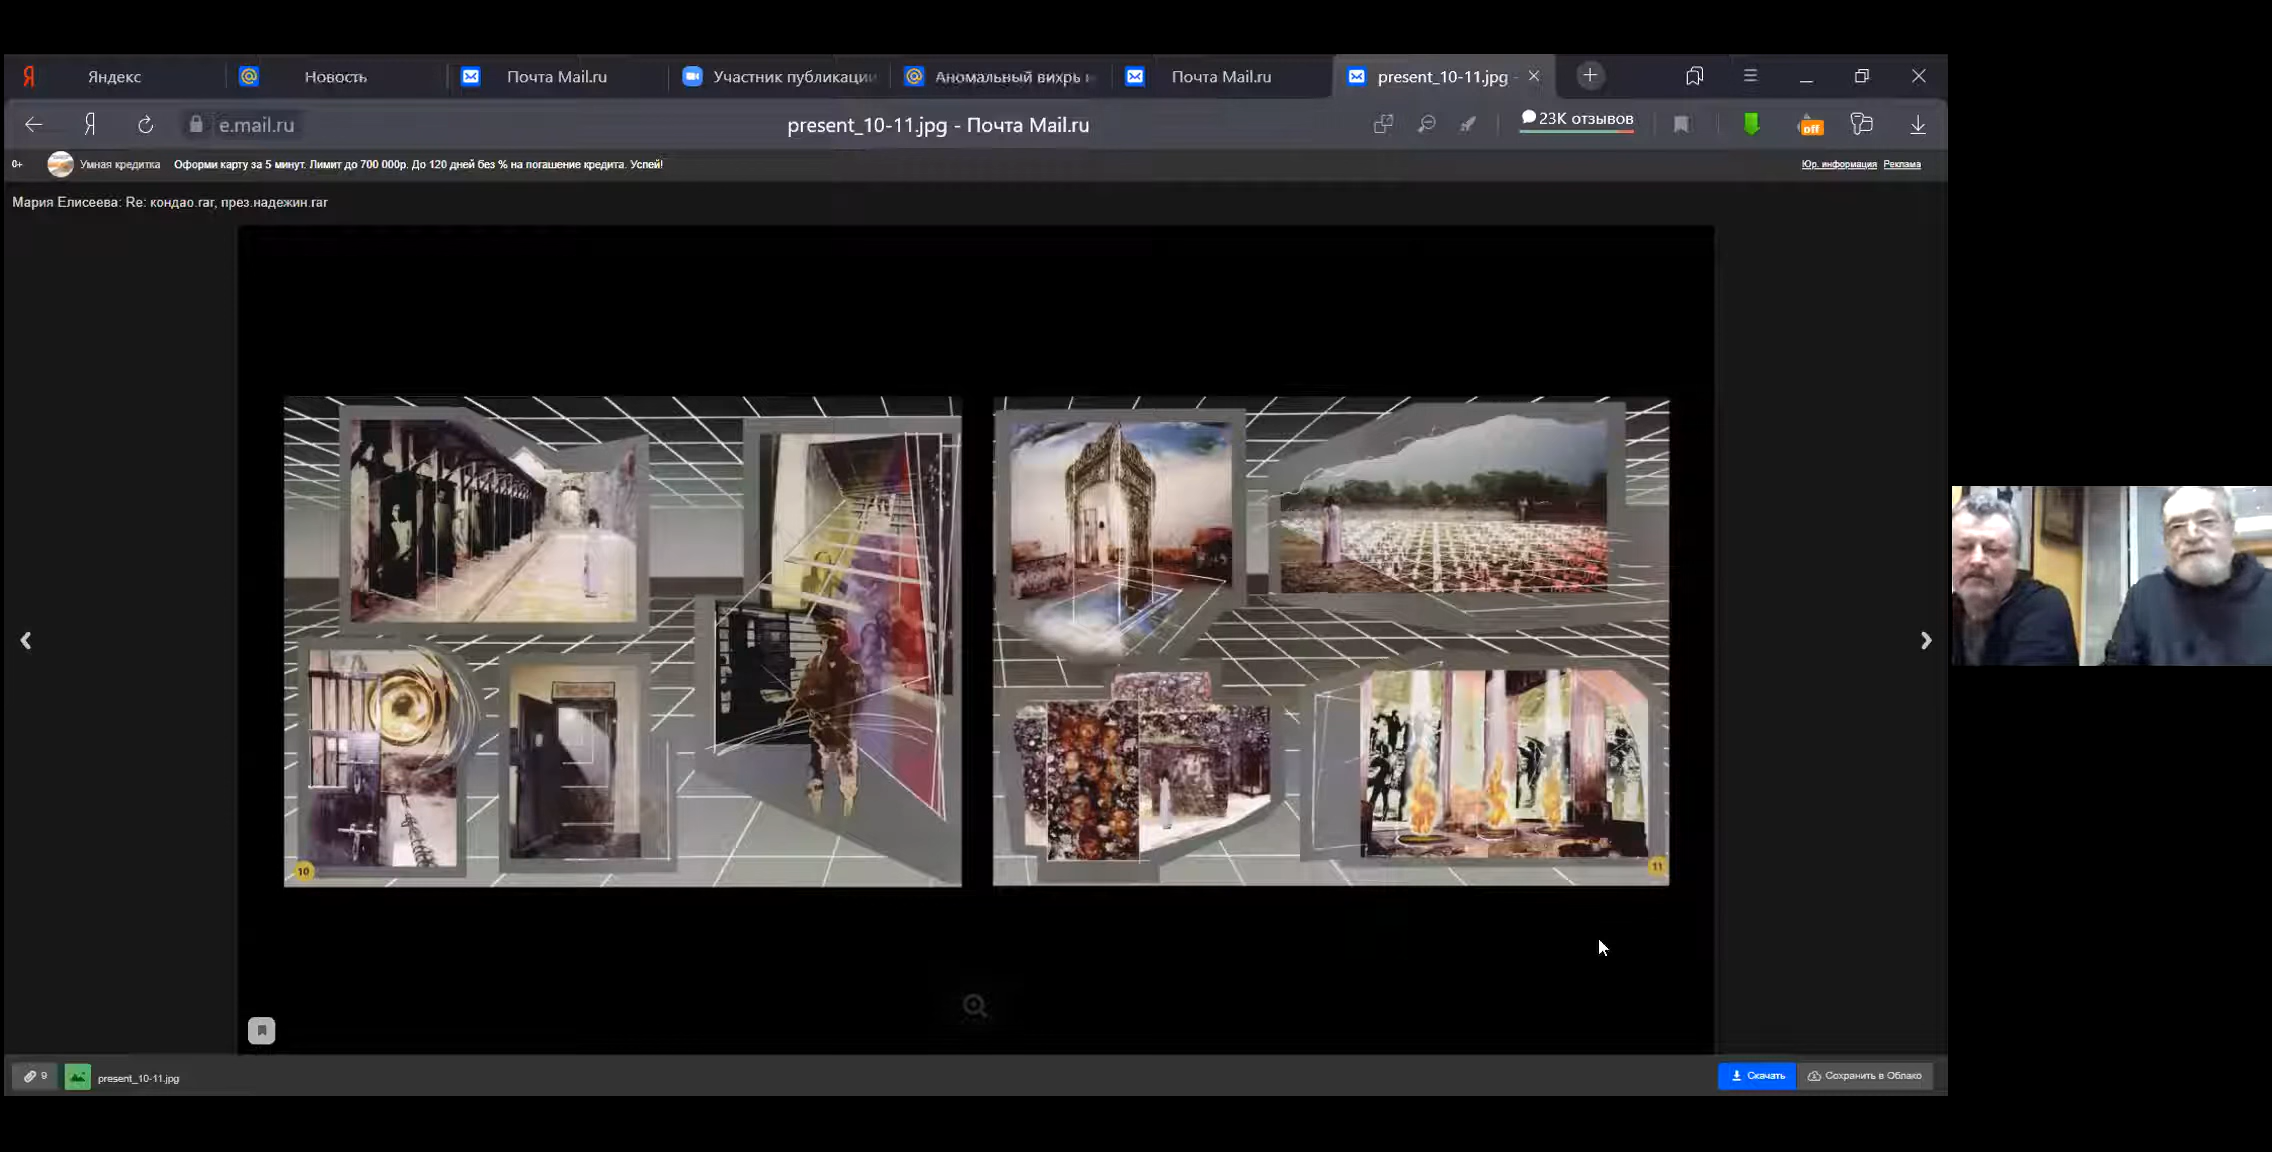 Яндекс
Новость
Почта Mail.ru
Участник публикации
Аномальный вихрь
Почта Mail.ru
present_10-11.jpg -
e.mail.ru
present_10-11.jpg - Почта Mail.ru
23K отзывов
off
0+
Умная кредитка
Оформи карту за 5 минут. Лимит до 700 000р. До 120 дней без % на погашение кредита. Успей!
Юр. информация
Реклама
Мария Елисеева: Re: кондао.rar, през.надежин.rar
10
11
9
present_10-11.jpg
Скачать
Сохранить в Облако